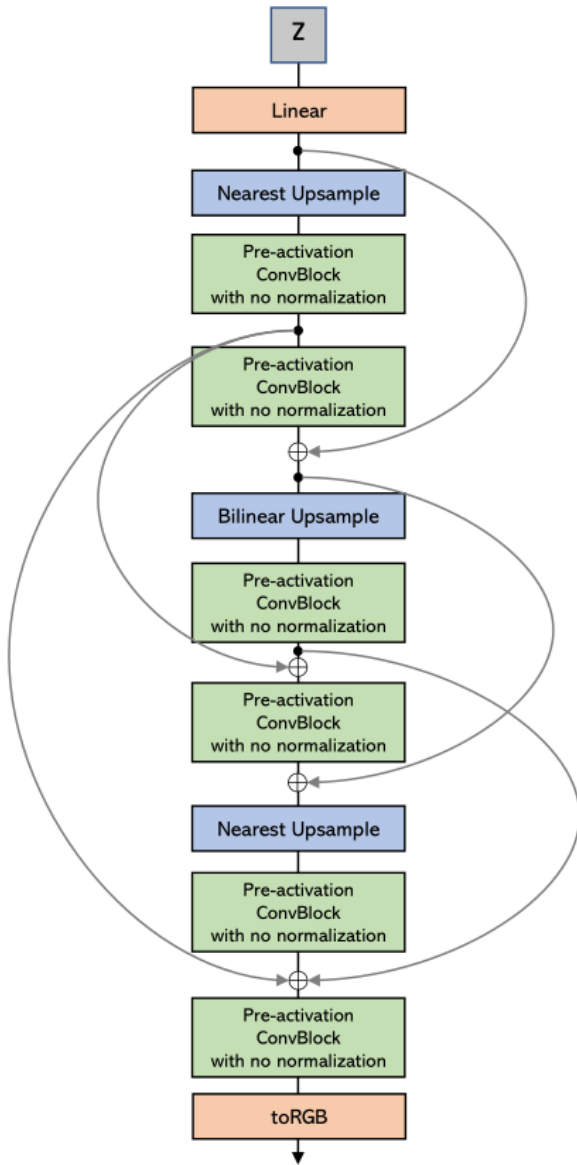 Z
Linear
Nearest Upsample
Pre-activation
ConvBlock
with no normalization
Pre-activation
ConvBlock
with no normalization
Bilinear Upsample
Pre-activation
ConvBlock
with no normalization
Pre-activation
ConvBlock
with no normalization
Nearest Upsample
Pre-activation
ConvBlock
with no normalization
Pre-activation
ConvBlock
with no normalization
toRGB